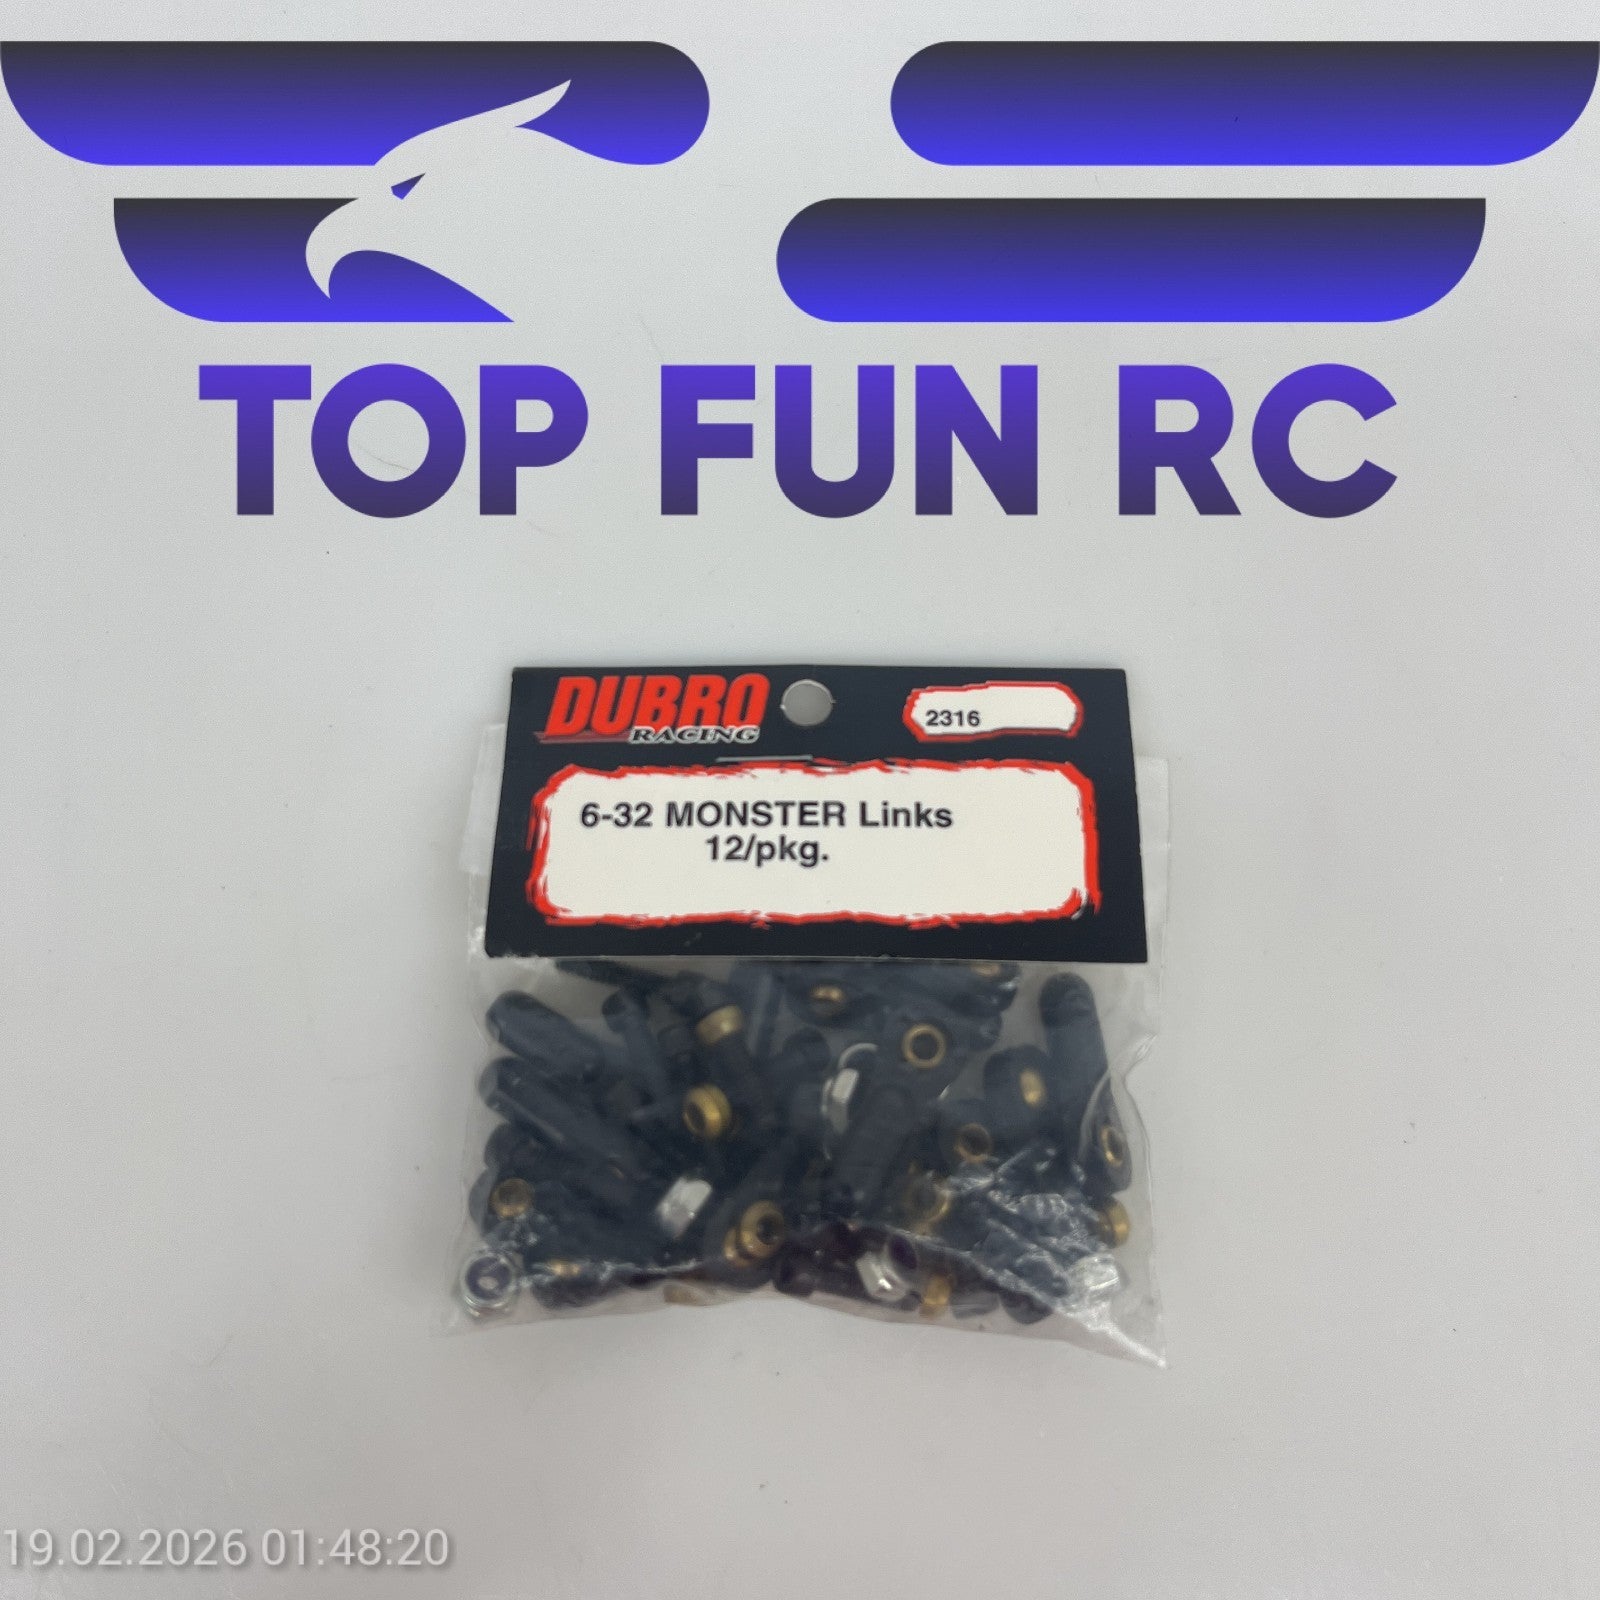 TOP FUN RC
DUBRO
RACING
2316
6-32 MONSTER Links
12/pkg.
19.02.2026 01:48:20